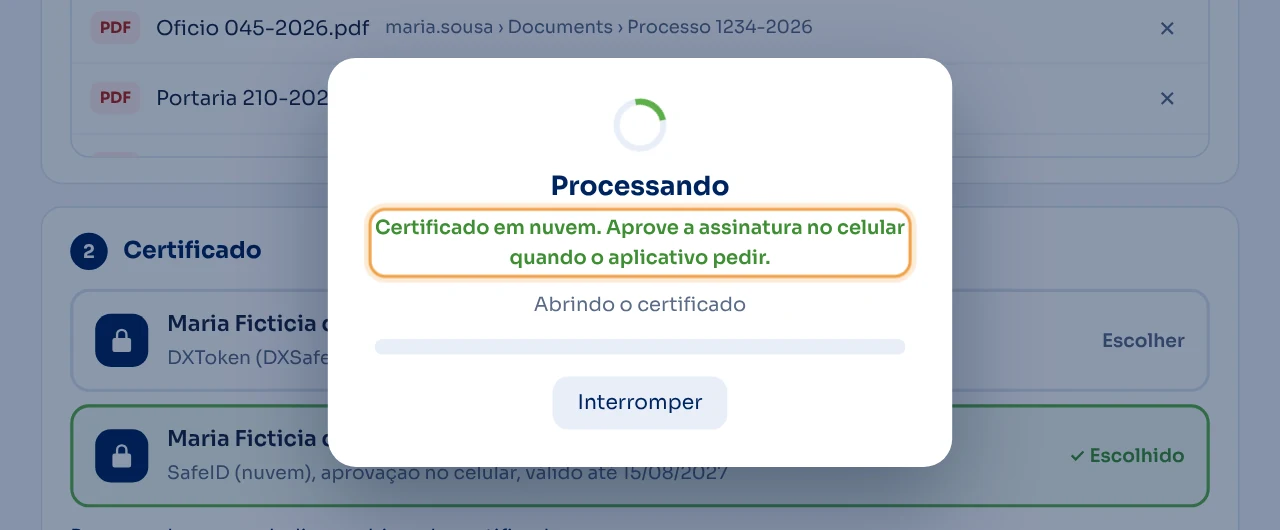 PDF Oficio 045-2026.pdf maria.sousa › Documents › Processo 1234-2026 ×
PDF Portaria 210-202 ×
Processando
Certificado em nuvem. Aprove a assinatura no celular
quando o aplicativo pedir.
Abrindo o certificado
Interromper
2 Certificado
Maria Ficticia
DXToken (DXSafe
Escolher
Maria Ficticia
SafeID (nuvem), aprovação no celular, válido até 15/08/2027
✓ Escolhido